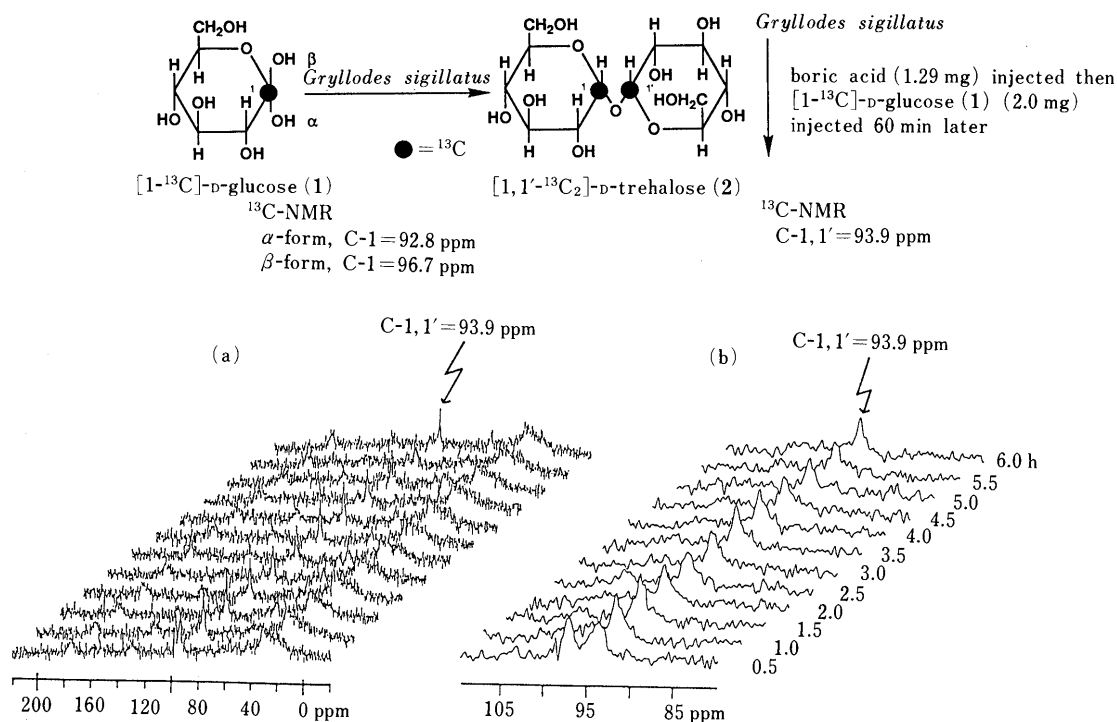 CH₂OH
H
O
OH β
H
H
1
H
HO
OH
H
OH α
H
OH
[1-¹³C]-D-glucose (1)
¹³C-NMR
α-form, C-1=92.8 ppm
β-form, C-1=96.7 ppm
Gryllodes sigillatus
●=¹³C
CH₂OH
H
O
H
H
OH
H
H
H
1
1'
OH
H
HO
OH
H
O
HOH₂C
H
OH
H
OH
O
H
[1,1'-¹³C₂]-D-trehalose (2)
Gryllodes sigillatus
boric acid (1.29 mg) injected then
[1-¹³C]-D-glucose (1) (2.0 mg)
injected 60 min later
¹³C-NMR
C-1,1'=93.9 ppm
(a)
C-1,1'=93.9 ppm
200 160 120 80 40 0 ppm
(b)
C-1,1'=93.9 ppm
6.0 h
5.5
5.0
4.5
4.0
3.5
3.0
2.5
2.0
1.5
1.0
0.5
105 95 85 ppm